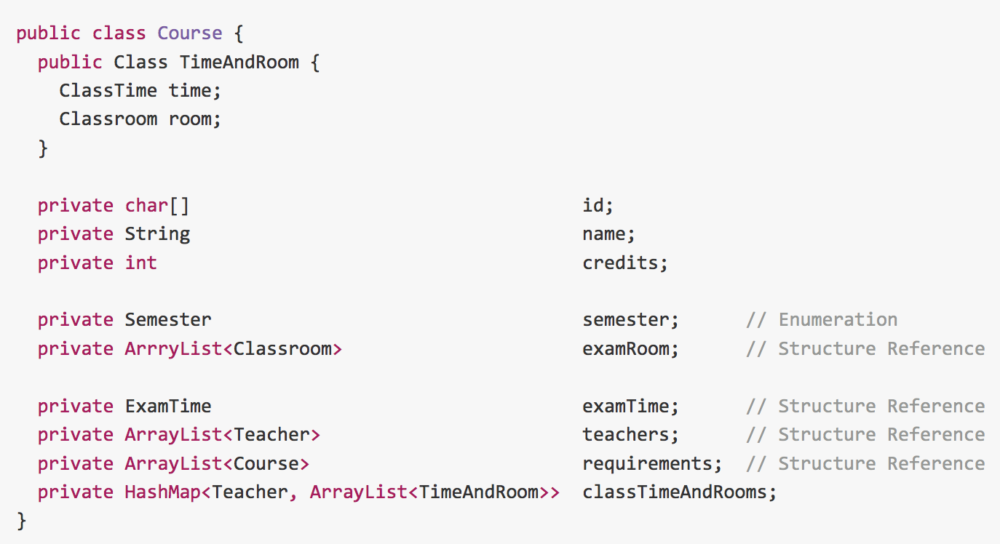 public class Course {
public Class TimeAndRoom {
ClassTime time;
Classroom room;
}
private char[] id;
private String name;
private int credits;
private Semester semester; // Enumeration
private ArrryList<Classroom> examRoom; // Structure Reference
private ExamTime examTime; // Structure Reference
private ArrayList<Teacher> teachers; // Structure Reference
private ArrayList<Course> requirements; // Structure Reference
private HashMap<Teacher, ArrayList<TimeAndRoom>> classTimeAndRooms;
}